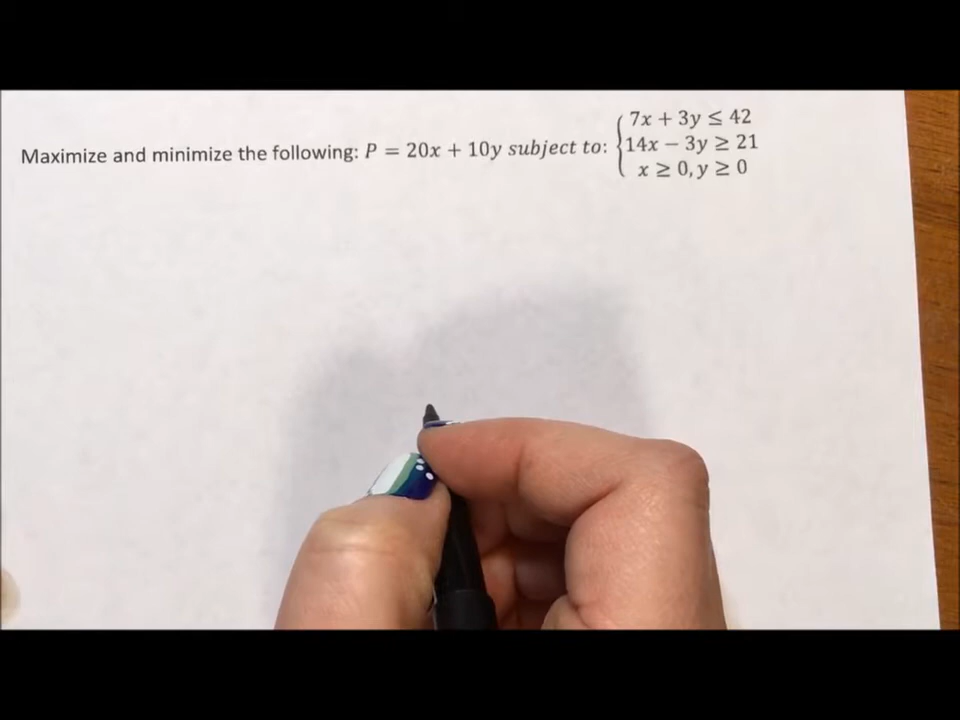 Maximize and minimize the following: P = 20x + 10y subject to:
7x + 3y ≤ 42
14x − 3y ≥ 21
x ≥ 0, y ≥ 0